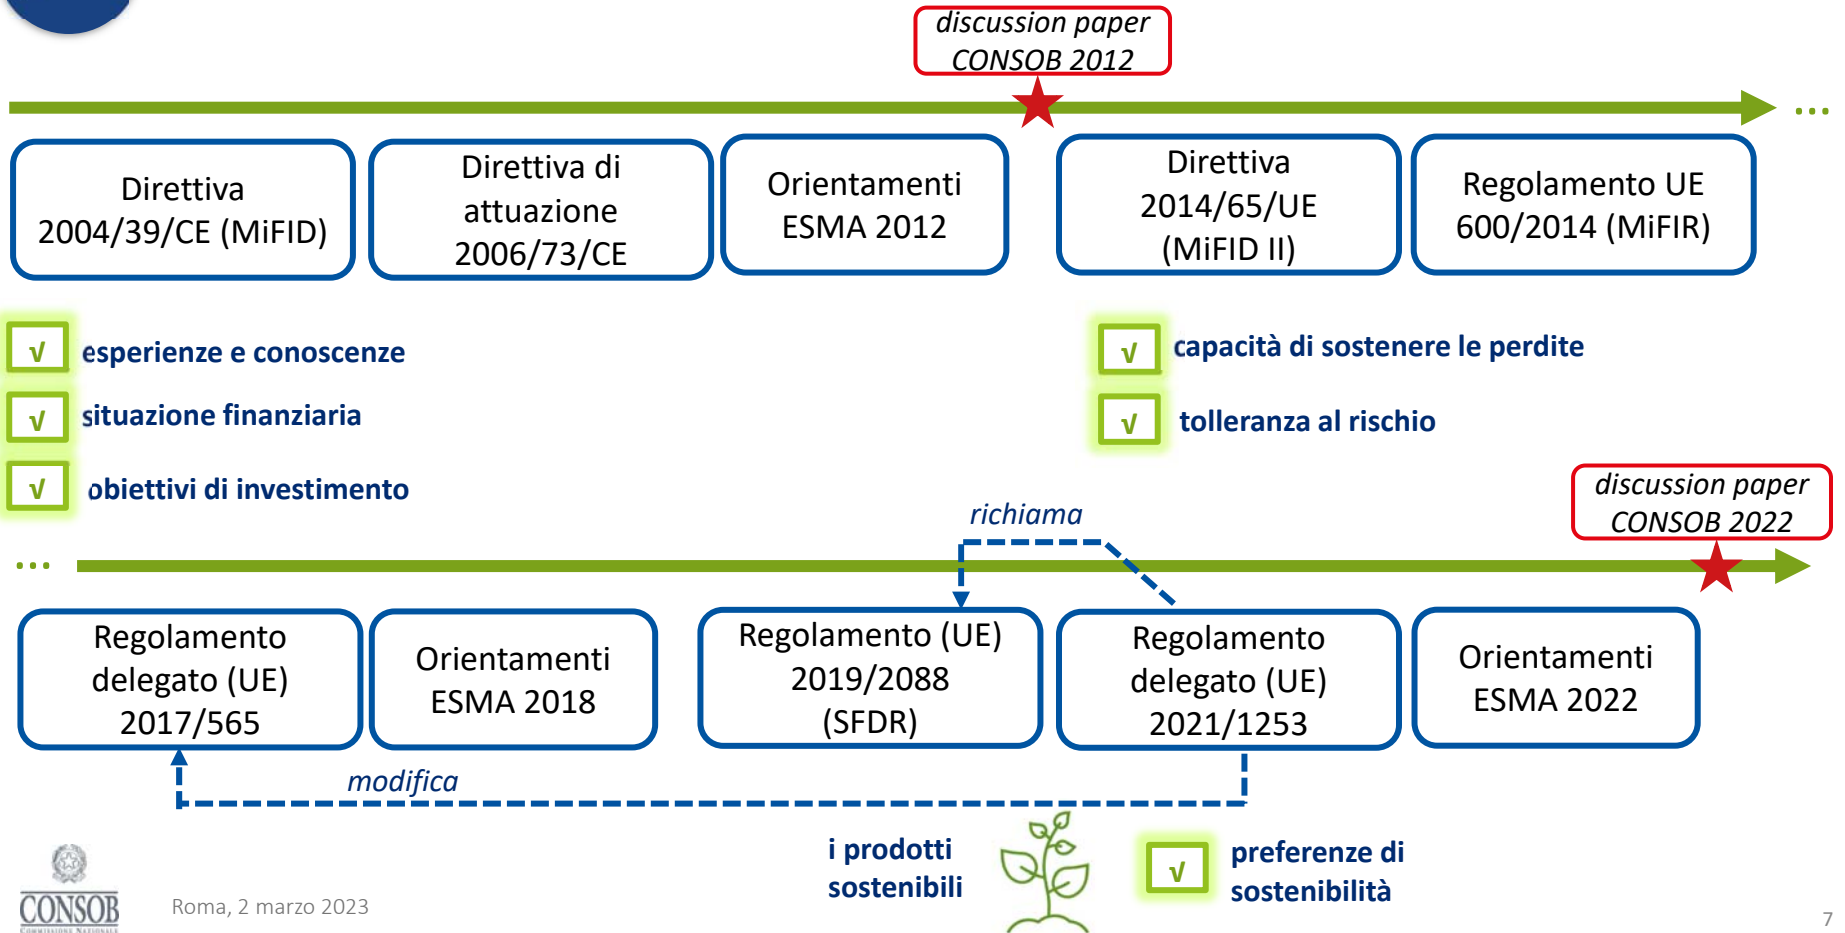 discussion paper
CONSOB 2012
...
Direttiva
2004/39/CE (MiFID)
Direttiva di
attuazione
2006/73/CE
Orientamenti
ESMA 2012
Direttiva
2014/65/UE
(MiFID II)
Regolamento UE
600/2014 (MiFIR)
√ esperienze e conoscenze
√ situazione finanziaria
√ obiettivi di investimento
√ capacità di sostenere le perdite
√ tolleranza al rischio
discussion paper
CONSOB 2022
richiama
...
Regolamento
delegato (UE)
2017/565
Orientamenti
ESMA 2018
Regolamento (UE)
2019/2088
(SFDR)
Regolamento
delegato (UE)
2021/1253
Orientamenti
ESMA 2022
modifica
i prodotti
sostenibili
√ preferenze di
sostenibilità
CONSOB
COMMISSIONE NAZIONALE
Roma, 2 marzo 2023
7